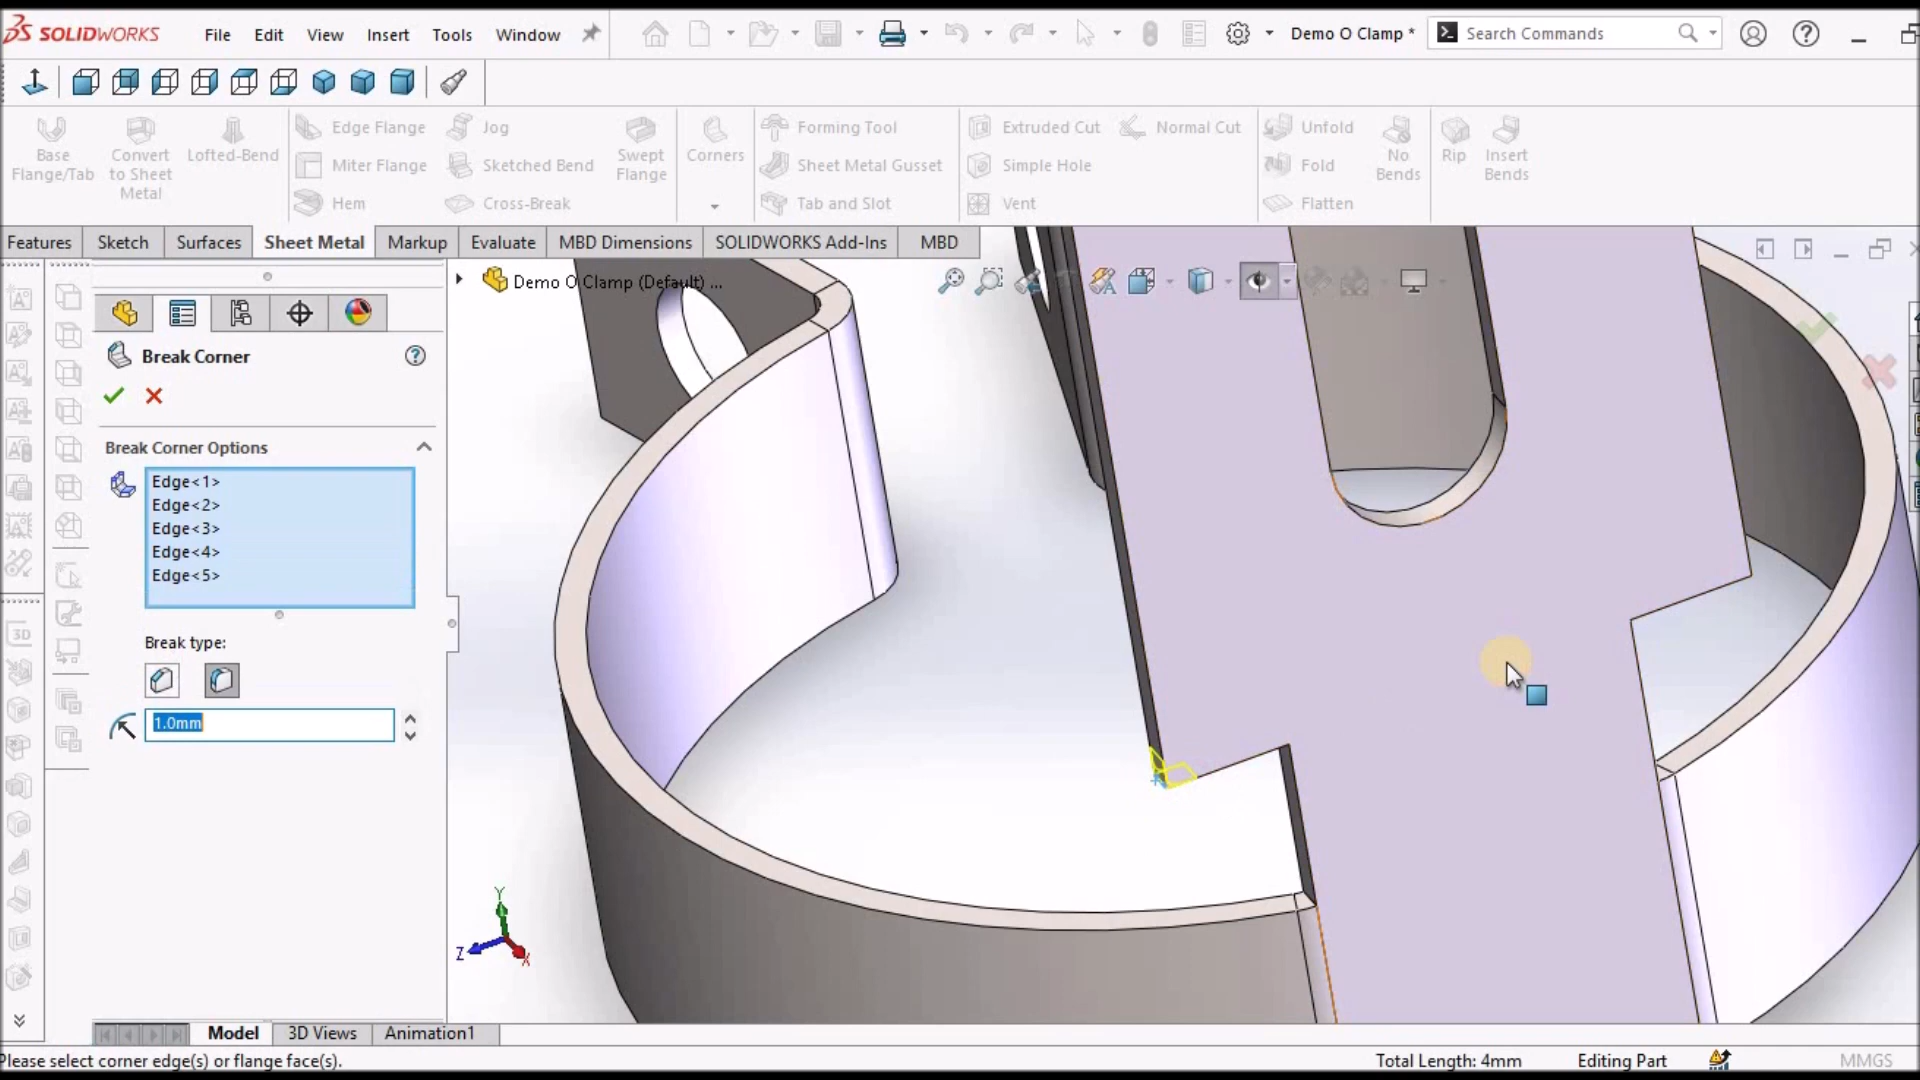 SOLIDWORKS File Edit View Insert Tools Window Demo O Clamp * Search Commands
Base Flange/Tab
Convert to Sheet Metal
Lofted-Bend
Edge Flange
Miter Flange
Hem
Jog
Sketched Bend
Cross-Break
Swept Flange
Corners
Forming Tool
Sheet Metal Gusset
Tab and Slot
Extruded Cut
Simple Hole
Vent
Normal Cut
Unfold
Fold
Flatten
No Bends
Rip
Insert Bends
Features Sketch Surfaces Sheet Metal Markup Evaluate MBD Dimensions SOLIDWORKS Add-Ins MBD
Demo O Clamp (Default) ...
Break Corner
Break Corner Options
Edge<1>
Edge<2>
Edge<3>
Edge<4>
Edge<5>
Break type:
1.0mm
3D
Y
Z
X
Model 3D Views Animation1
Please select corner edge(s) or flange face(s). Total Length: 4mm Editing Part MMGS